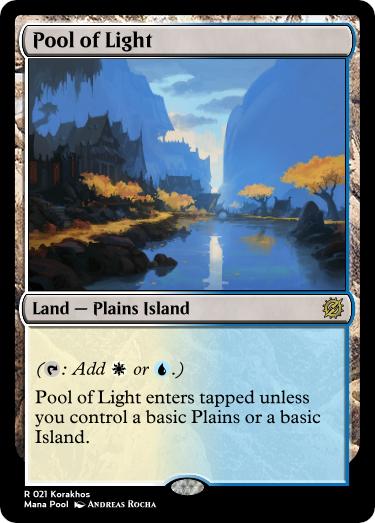 Pool of Light
Land — Plains Island
(: Add or .)
Pool of Light enters tapped unless
you control a basic Plains or a basic
Island.
R 021 Korakhos
Mana Pool Andreas Rocha